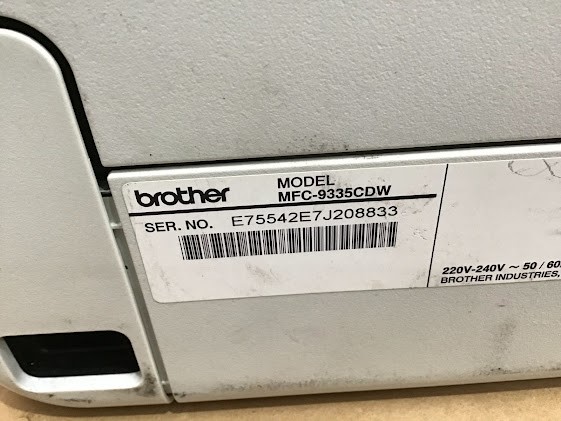 brother
MODEL
MFC-9335CDW
SER. NO. E75542E7J208833
220V-240V ~ 50 / 60
BROTHER INDUSTRIES,